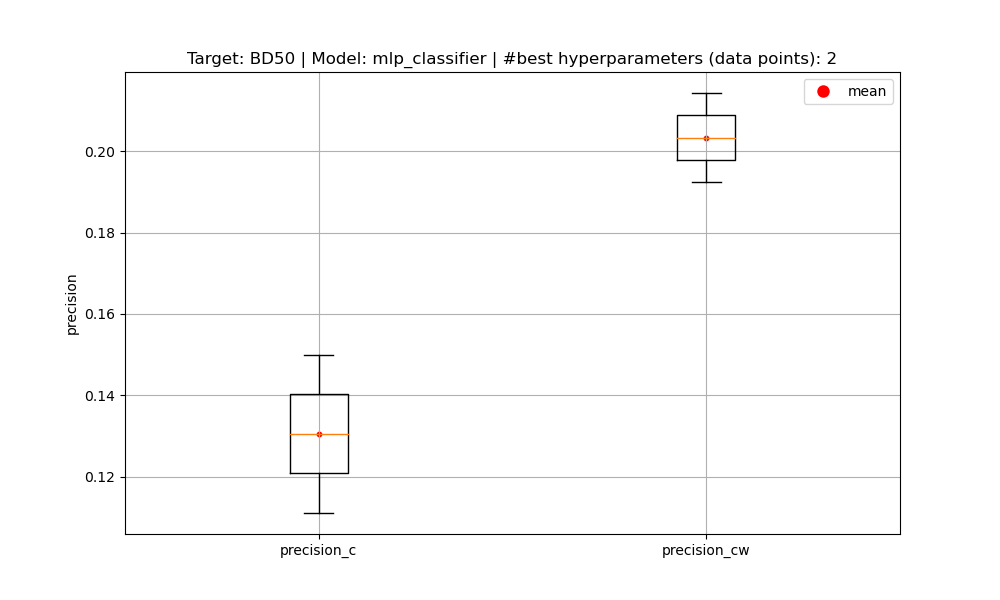 Target: BD50 | Model: mlp_classifier | #best hyperparameters (data points): 2
mean
0.20
0.18
0.16
0.14
0.12
precision
precision_c
precision_cw